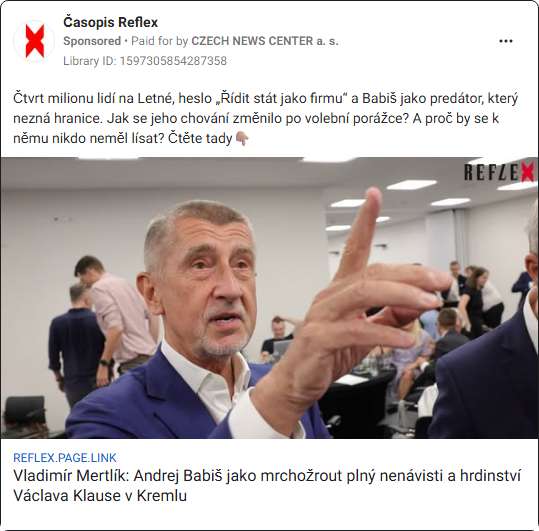 Časopis Reflex
Sponsored • Paid for by CZECH NEWS CENTER a. s.
Library ID: 1597305854287358
Čtvrt milionu lidí na Letné, heslo „Řídit stát jako firmu“ a Babiš jako predátor, který
nezná hranice. Jak se jeho chování změnilo po volební porážce? A proč by se k
němu nikdo neměl lísat? Čtěte tady👇🏽
REFLEX
REFLEX.PAGE.LINK
Vladimír Mertlík: Andrej Babiš jako mrchožrout plný nenávisti a hrdinství
Václava Klause v Kremlu